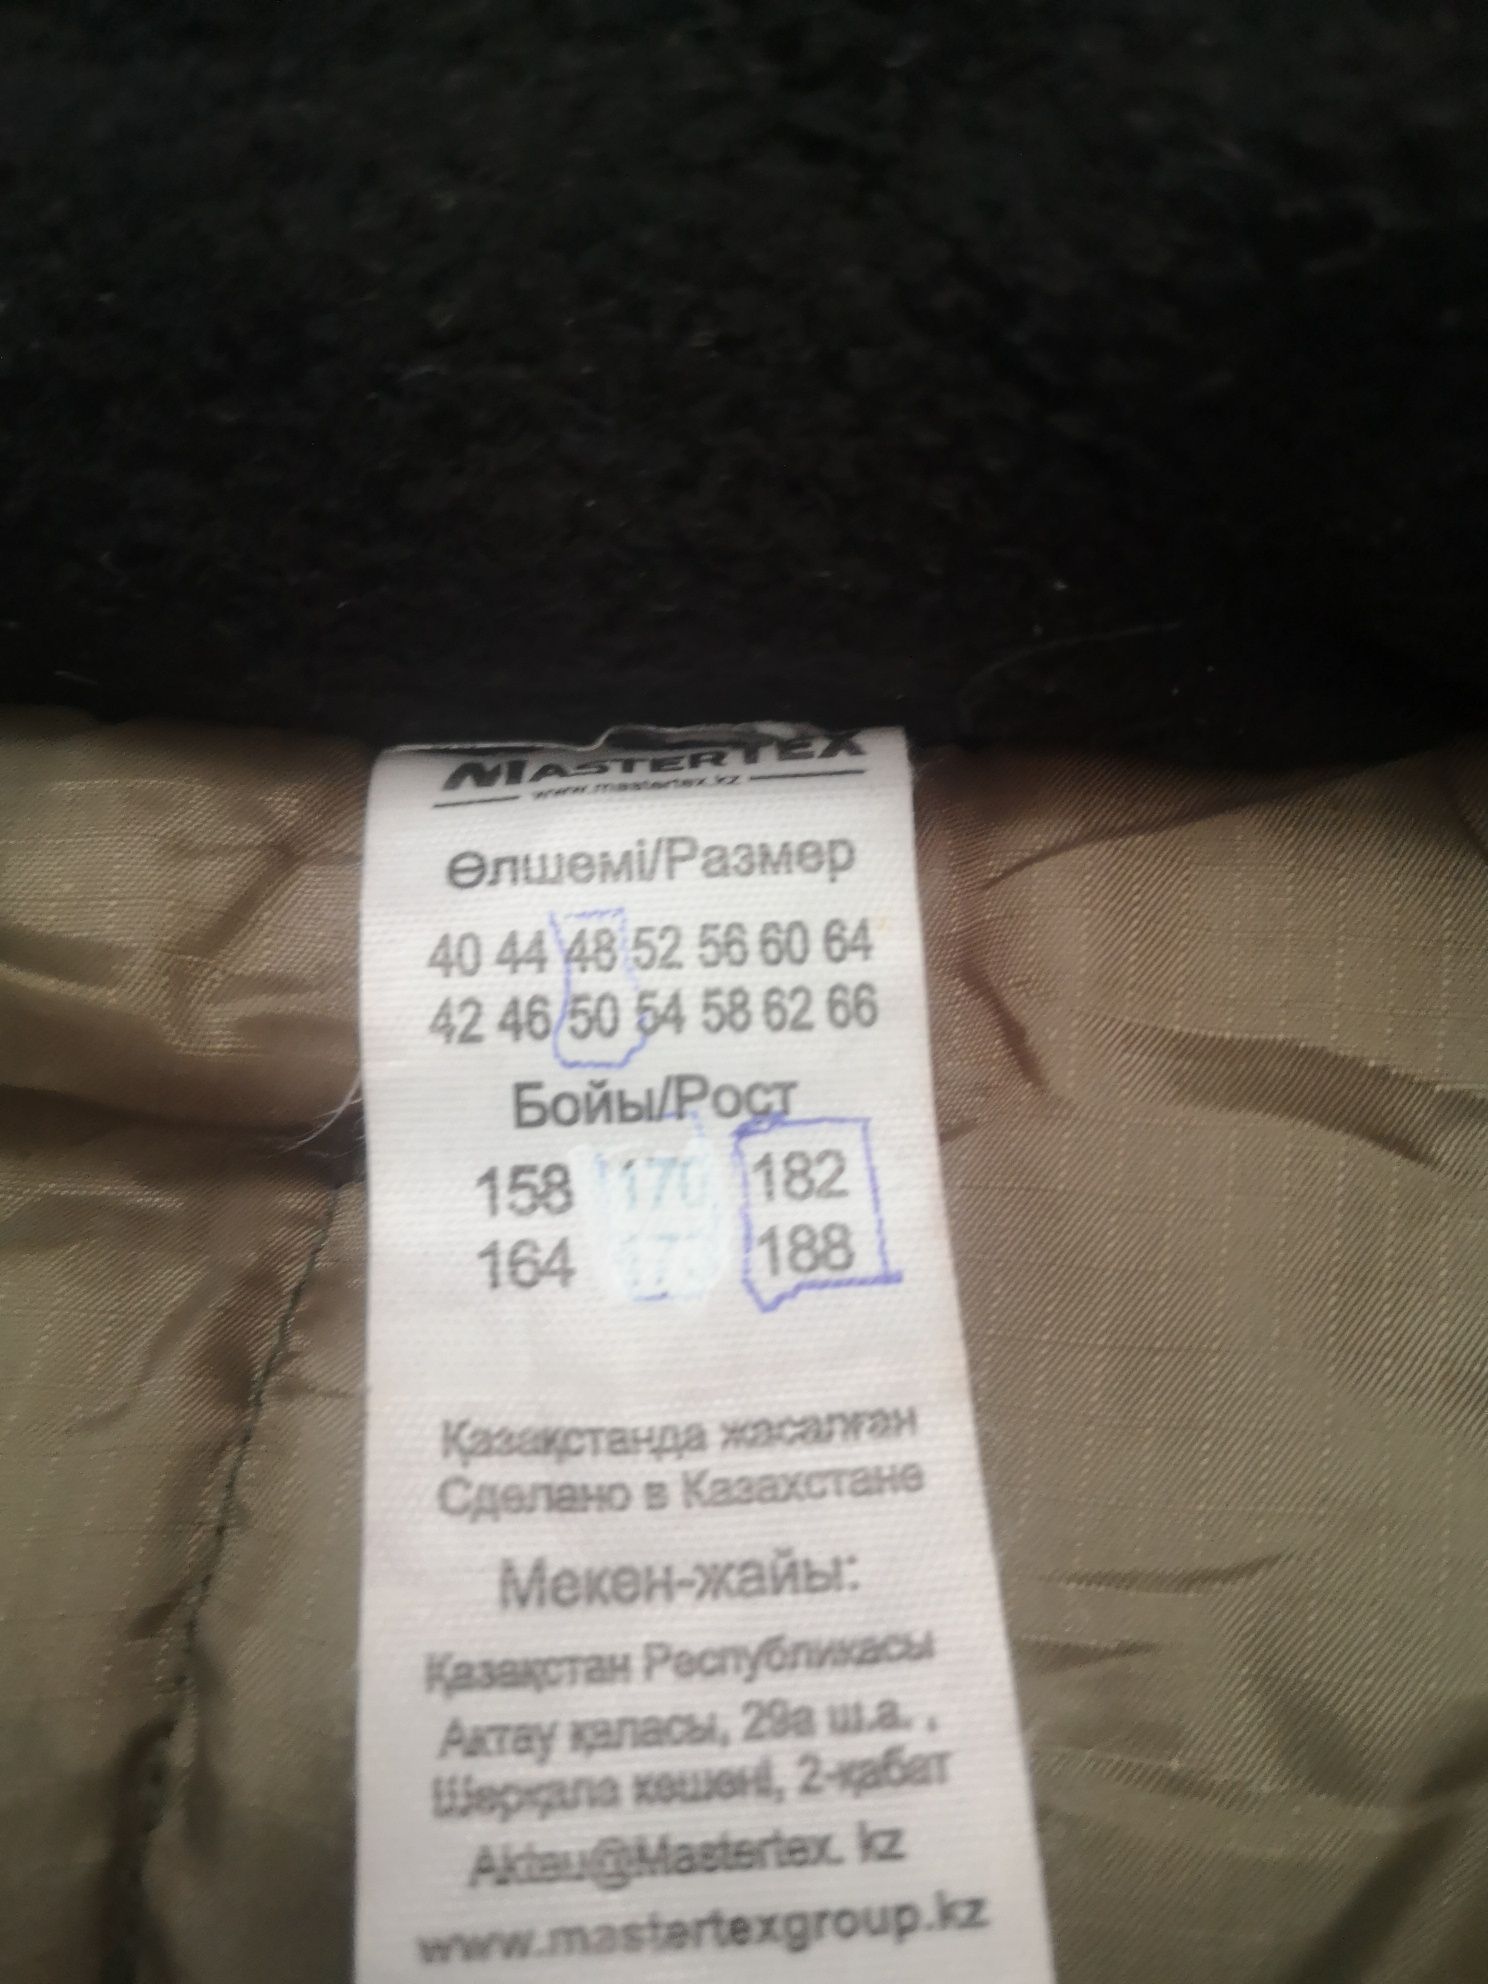 MASTERTEX
www.mastertex.kz
Өлшемі/Размер
40 44 48 52 56 60 64
42 46 50 54 58 62 66
Бойы/Рост
158 170 182
164 188
Қазақстанда жасалған
Сделано в Казахстане
Мекен-жайы:
Қазақстан Республикасы
Ақтау қаласы, 29а ш.а. ,
Шерқала кешені, 2-қабат
Aktau@Mastertex. kz
www.mastertexgroup.kz